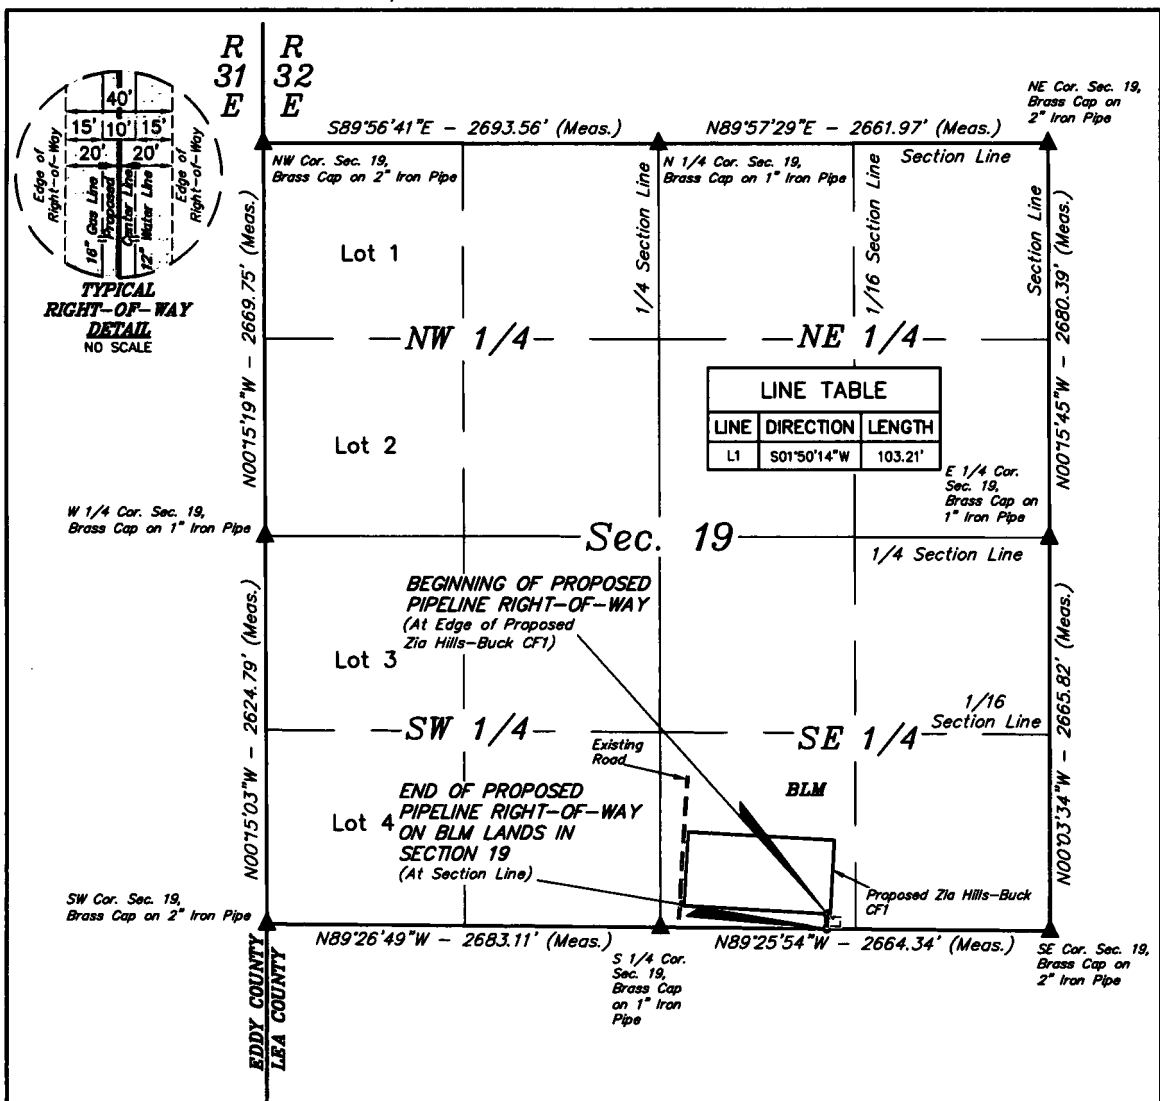 R R
31 32
E E
40'
15' 10' 15'
20' 20'
Edge of
Right-of-Way
16" Gas Line
Proposed
Center Line
12" Water Line
Edge of
Right-of-Way
TYPICAL
RIGHT-OF-WAY
DETAIL
NO SCALE
NE Cor. Sec. 19,
Brass Cap on
2" Iron Pipe
S89°56'41"E - 2693.56' (Meas.)
N89°57'29"E - 2661.97' (Meas.)
NW Cor. Sec. 19,
Brass Cap on 2" Iron Pipe
N 1/4 Cor. Sec. 19,
Brass Cap on 1" Iron Pipe
Section Line
N00°15'19"W - 2669.75' (Meas.)
Lot 1
1/4 Section Line
1/16 Section Line
Section Line
N00°15'45"W - 2680.39' (Meas.)
NW 1/4
NE 1/4
LINE TABLE
LINE DIRECTION LENGTH
L1 S01°50'14"W 103.21'
Lot 2
E 1/4 Cor.
Sec. 19,
Brass Cap on
1" Iron Pipe
W 1/4 Cor. Sec. 19,
Brass Cap on 1" Iron Pipe
Sec. 19
1/4 Section Line
BEGINNING OF PROPOSED
PIPELINE RIGHT-OF-WAY
(At Edge of Proposed
Zia Hills-Buck CF1)
N00°15'03"W - 2624.79' (Meas.)
Lot 3
N00°03'34"W - 2665.82' (Meas.)
1/16
Section Line
SW 1/4
SE 1/4
Existing
Road
BLM
END OF PROPOSED
PIPELINE RIGHT-OF-WAY
ON BLM LANDS IN
SECTION 19
(At Section Line)
Lot 4
Proposed Zia Hills-Buck
CF1
SW Cor. Sec. 19,
Brass Cap on 2" Iron Pipe
N89°26'49"W - 2683.11' (Meas.)
N89°25'54"W - 2664.34' (Meas.)
S 1/4 Cor.
Sec. 19,
Brass Cap
on 1" Iron
Pipe
SE Cor. Sec. 19,
Brass Cap on
2" Iron Pipe
EDDY COUNTY
LEA COUNTY